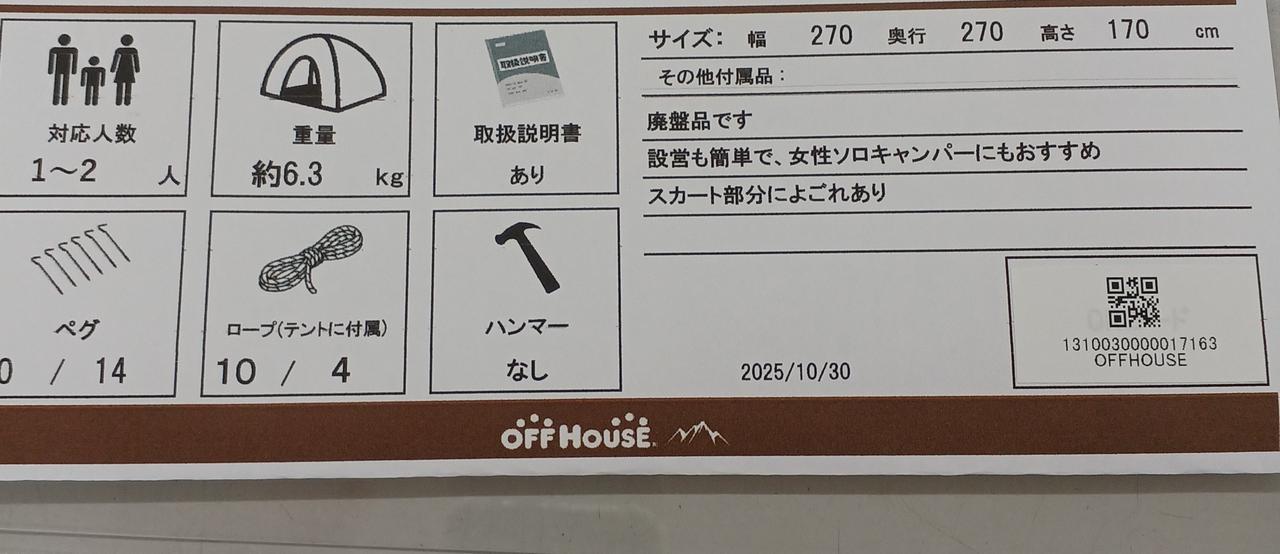 対応人数
1～2 人
重量
約6.3 kg
取扱説明書
取扱説明書
あり
サイズ： 幅 270 奥行 270 高さ 170 cm
その他付属品：
廃盤品です
設営も簡単で、女性ソロキャンパーにもおすすめ
スカート部分によごれあり
ペグ
0 / 14
ロープ(テントに付属)
10 / 4
ハンマー
なし
2025/10/30
1310030000017163
OFFHOUSE
OFF HOUSE